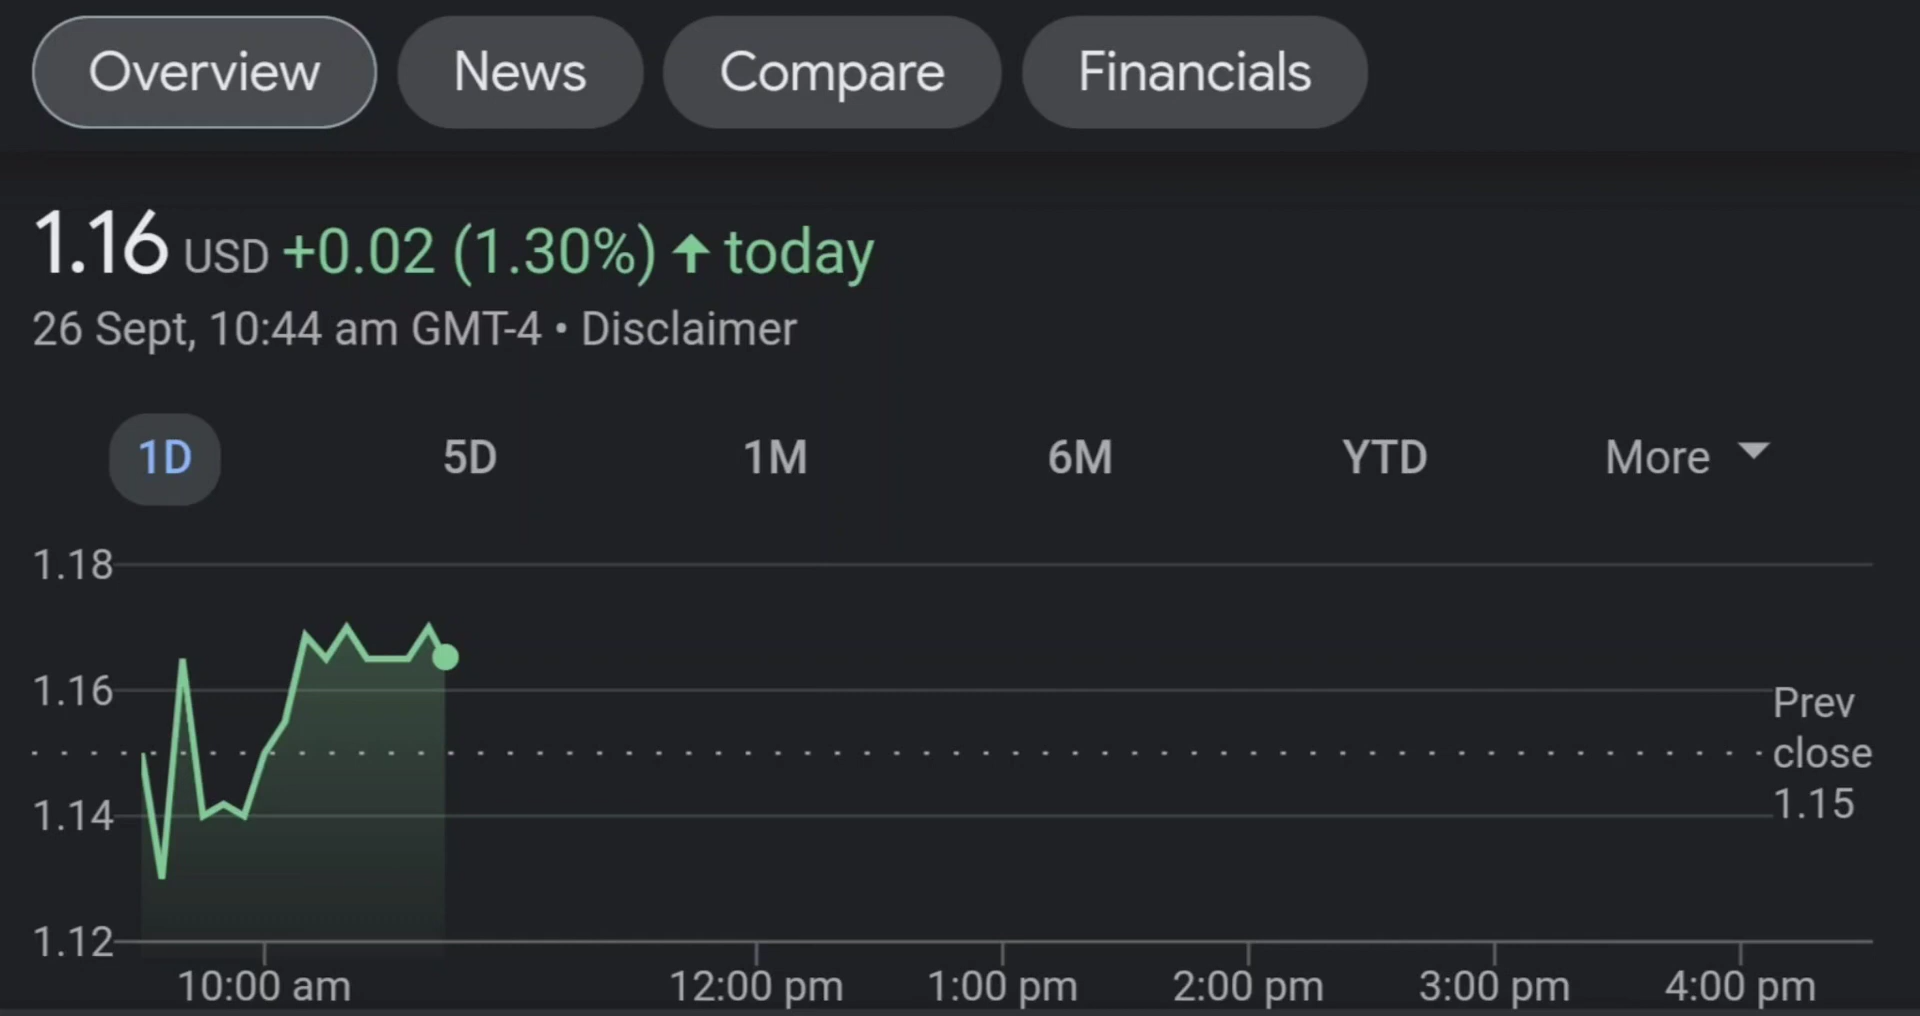 Overview News Compare Financials
1.16 USD +0.02 (1.30%) ↑ today
26 Sept, 10:44 am GMT-4 • Disclaimer
1D 5D 1M 6M YTD More
1.18
1.16
1.14
1.12
Prev
close
1.15
10:00 am 12:00 pm 1:00 pm 2:00 pm 3:00 pm 4:00 pm